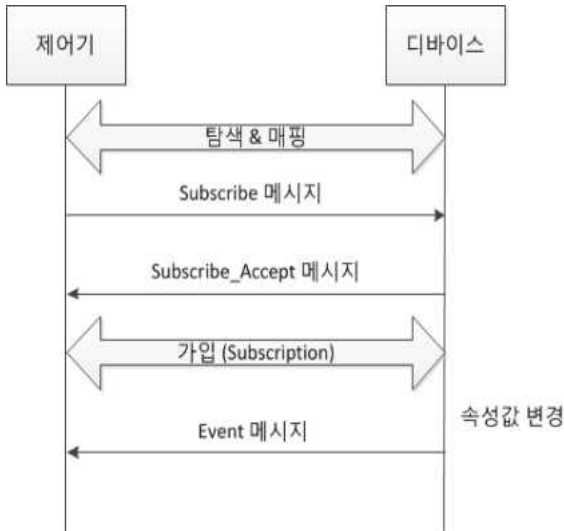 제어기
디바이스
탐색 & 매핑
Subscribe 메시지
Subscribe_Accept 메시지
가입 (Subscription)
속성값 변경
Event 메시지